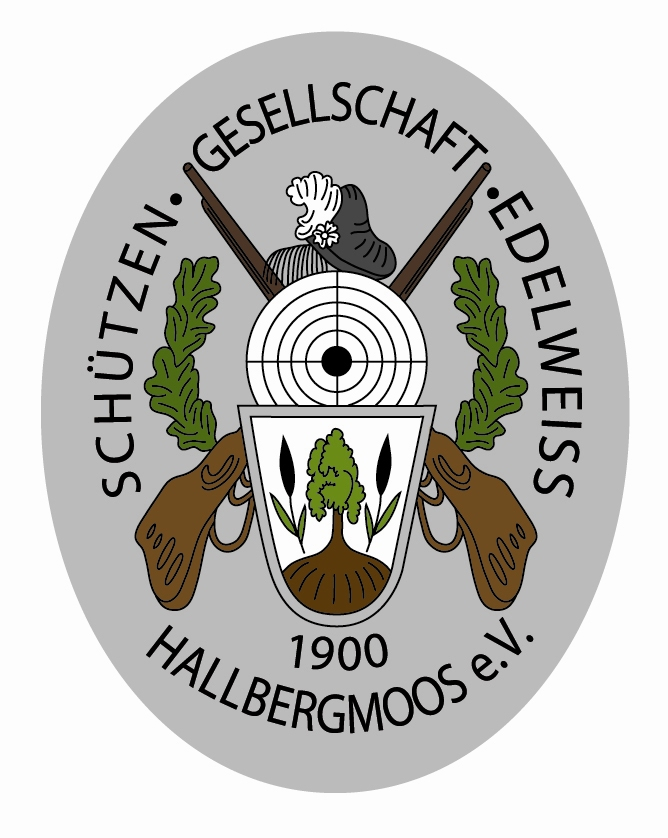 SCHÜTZEN · GESELLSCHAFT · EDELWEISS
1900
HALLBERGMOOS e.V.